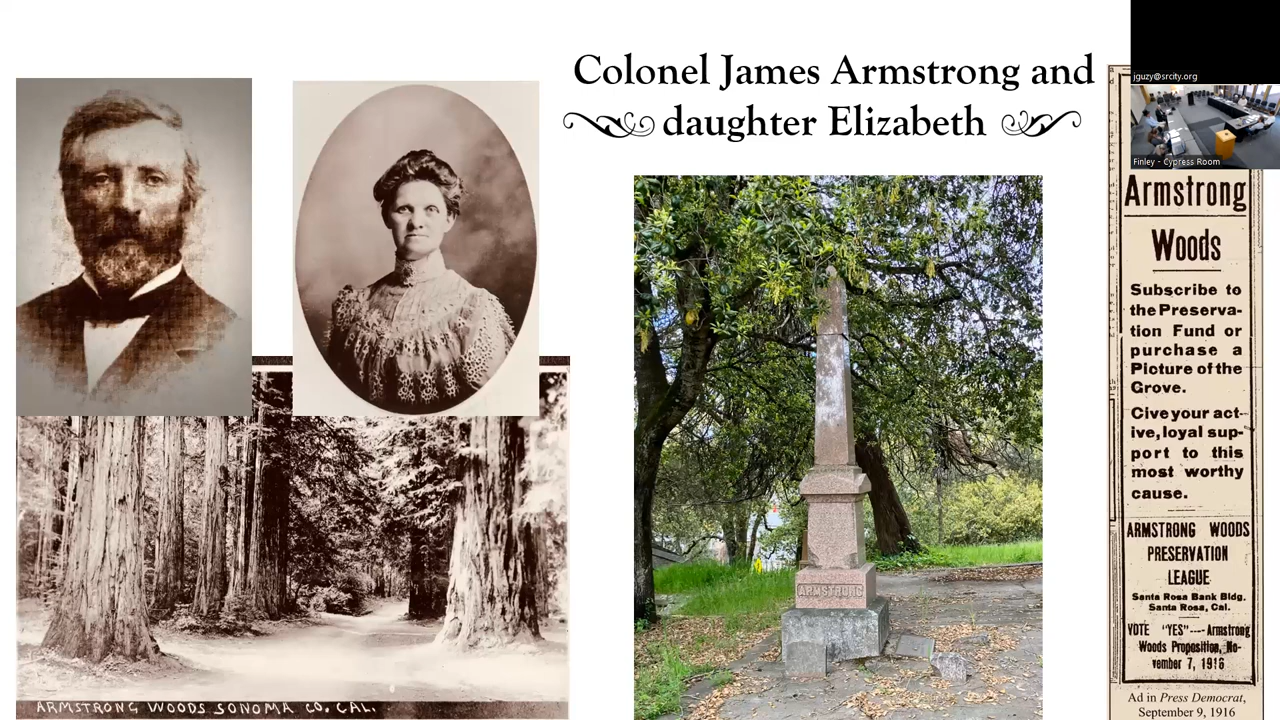 Colonel James Armstrong and
daughter Elizabeth
jguzy@srcity.org
Finley - Cypress Room
ARMSTRONG WOODS SONOMA CO. CAL.
ARMSTRONG
Armstrong
Woods
Subscribe to
the Preserva-
tion Fund or
purchase a
Picture of the
Grove.
Give your act-
ive, loyal sup-
port to this
most worthy
cause.
ARMSTRONG WOODS
PRESERVATION
LEAGUE
Santa Rosa Bank Bldg.
Santa Rosa, Cal.
VOTE "YES"---Armstrong
Woods Proposition, No-
vember 7, 1916
Ad in Press Democrat,
September 9, 1916